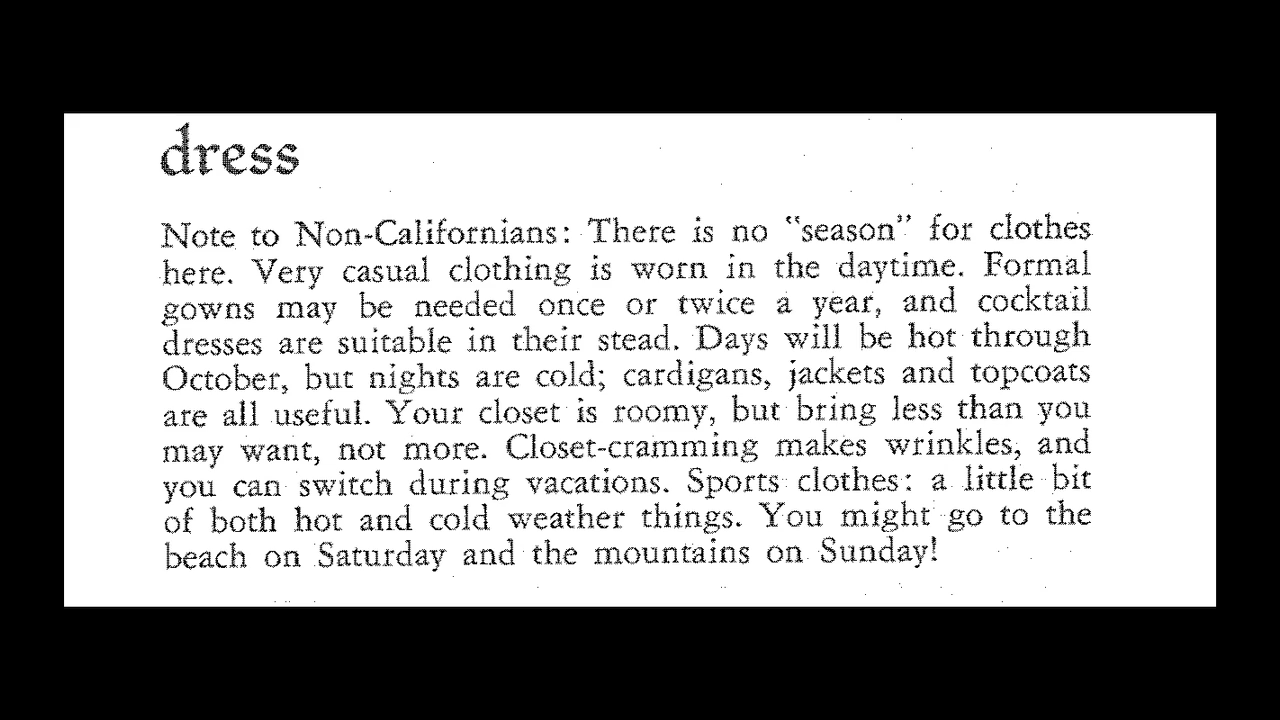 dress
Note to Non-Californians: There is no “season” for clothes
here. Very casual clothing is worn in the daytime. Formal
gowns may be needed once or twice a year, and cocktail
dresses are suitable in their stead. Days will be hot through
October, but nights are cold; cardigans, jackets and topcoats
are all useful. Your closet is roomy, but bring less than you
may want, not more. Closet-cramming makes wrinkles, and
you can switch during vacations. Sports clothes: a little bit
of both hot and cold weather things. You might go to the
beach on Saturday and the mountains on Sunday!